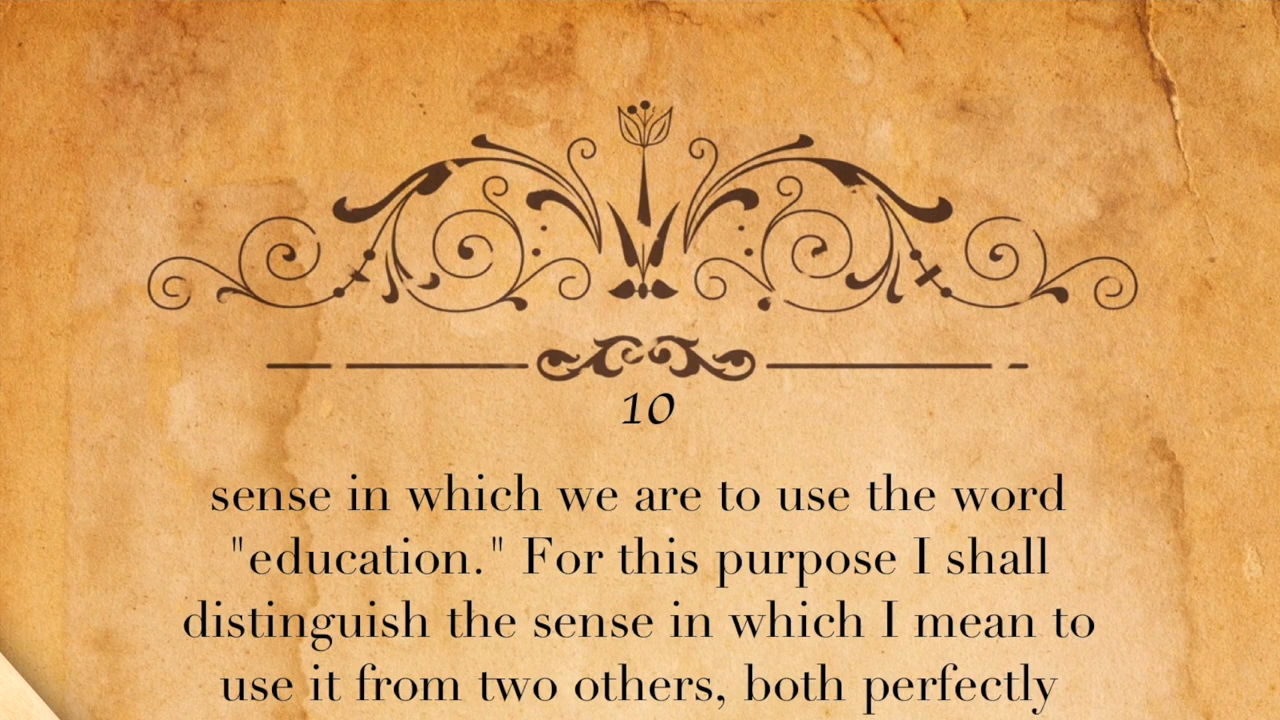 10
sense in which we are to use the word
"education." For this purpose I shall
distinguish the sense in which I mean to
use it from two others, both perfectly